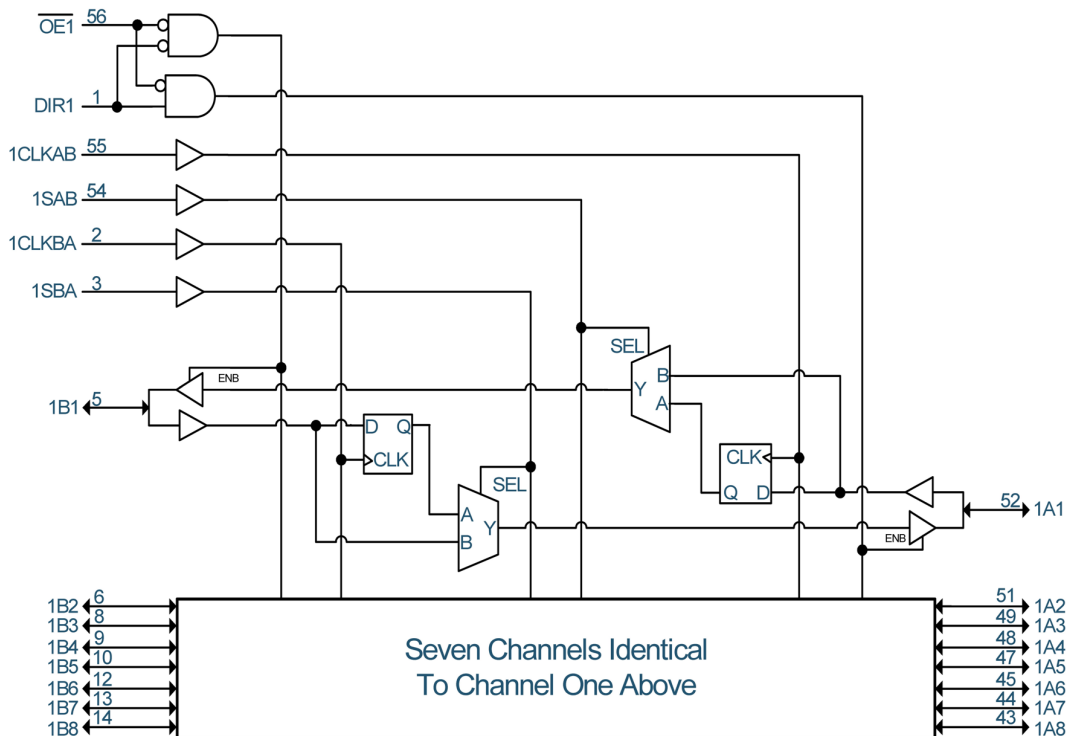 OE1 56
DIR1 1
1CLKAB 55
1SAB 54
1CLKBA 2
1SBA 3
SEL
B
Y
A
ENB
1B1 5
D Q
CLK
CLK
Q D
SEL
A
Y
B
52 1A1
ENB
1B2 6
1B3 8
1B4 9
1B5 10
1B6 12
1B7 13
1B8 14
Seven Channels Identical
To Channel One Above
51 1A2
49 1A3
48 1A4
47 1A5
45 1A6
44 1A7
43 1A8